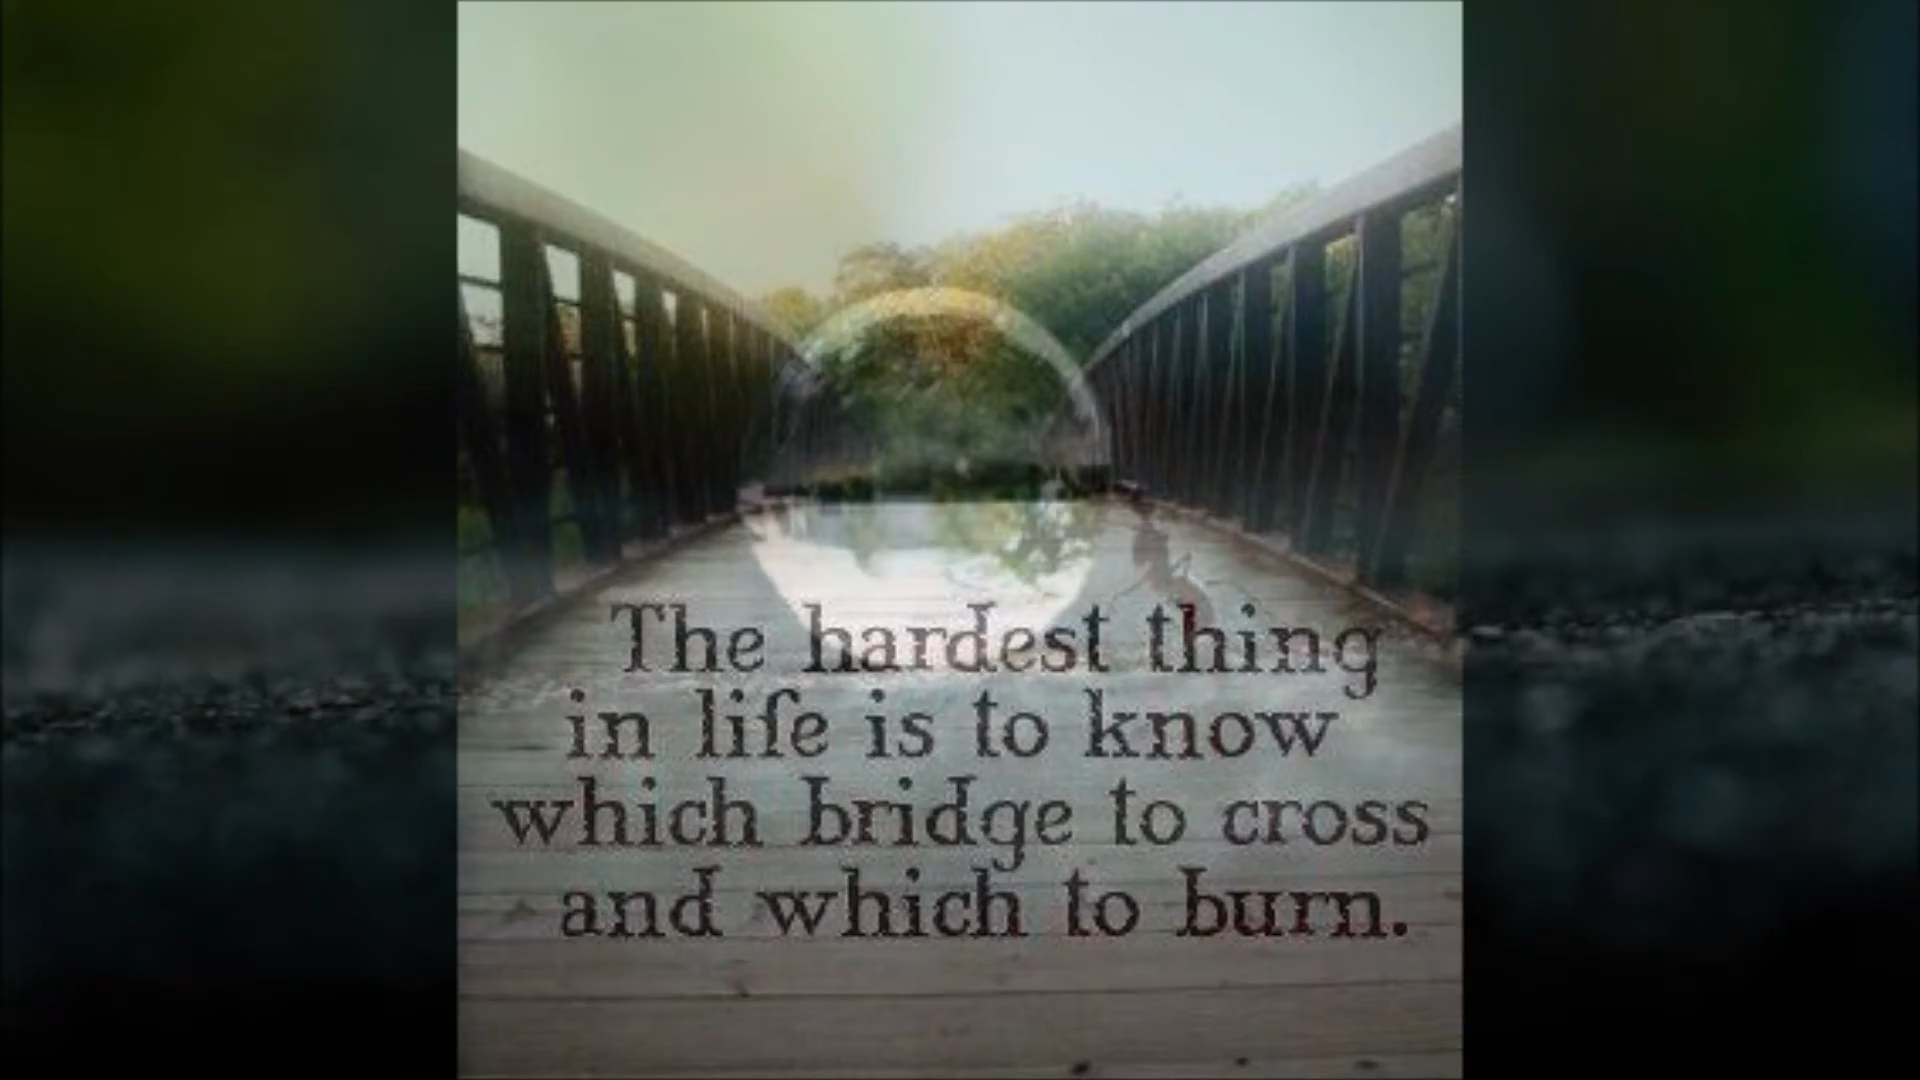 The hardest thing
in life is to know
which bridge to cross
and which to burn.